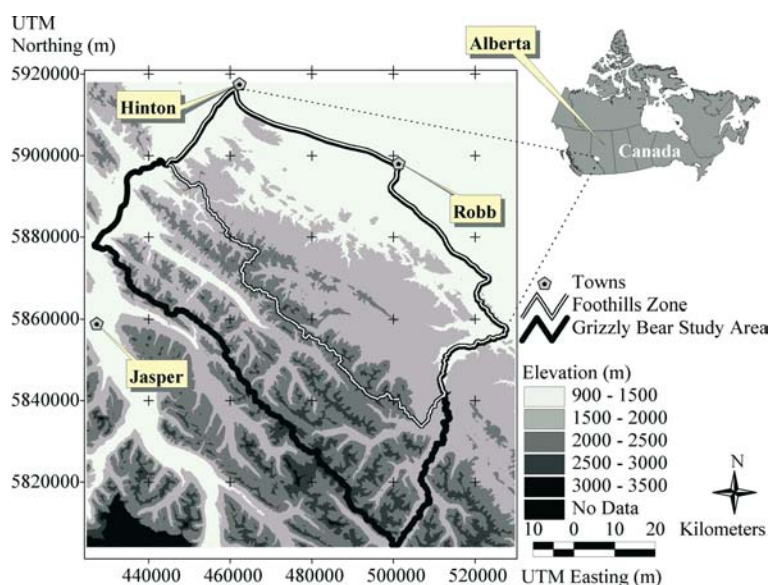 UTM
Northing (m)
5920000
5900000
5880000
5860000
5840000
5820000
Hinton
Robb
Jasper
440000 460000 480000 500000 520000
UTM Easting (m)
Alberta
Canada
Towns
Foothills Zone
Grizzly Bear Study Area
Elevation (m)
900 - 1500
1500 - 2000
2000 - 2500
2500 - 3000
3000 - 3500
No Data
N
10 0 10 20
Kilometers